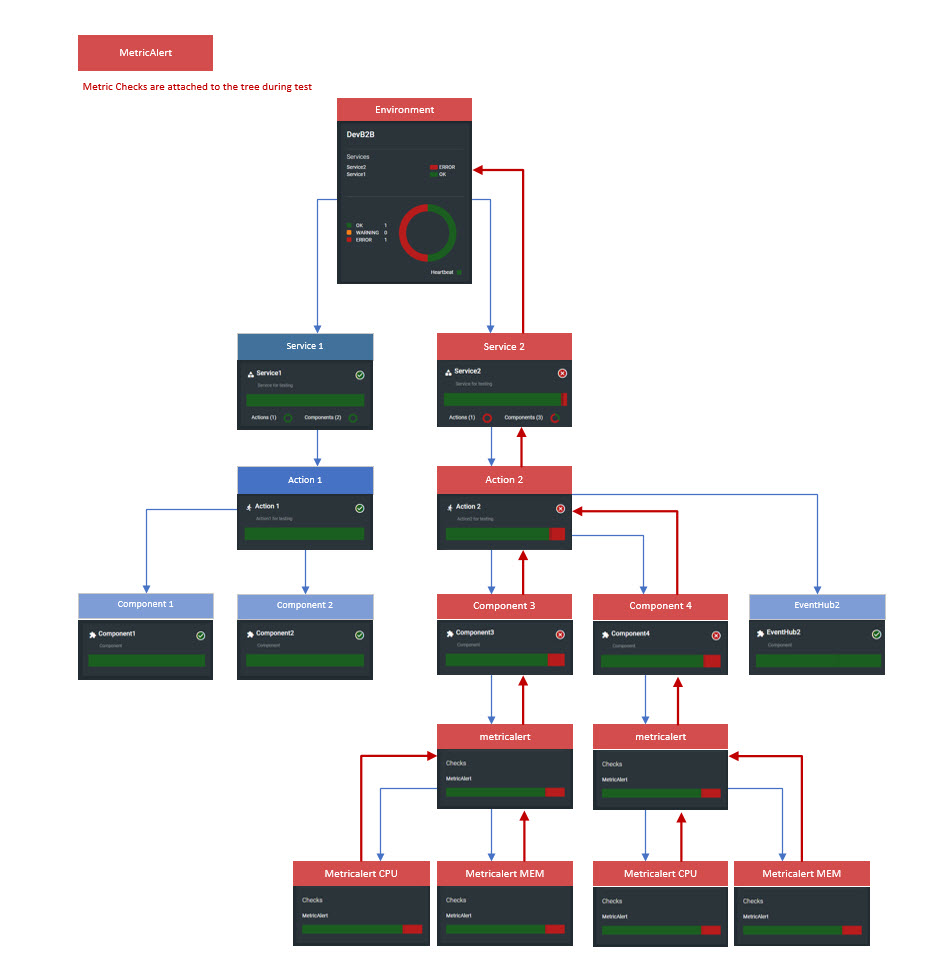 MetricAlert
Metric Checks are attached to the tree during test
Environment
DevB2B
Services
Service2 ERROR
Service1 OK
OK 1
WARNING 0
ERROR 1
Heartbeat
Service 1
Service1
Service for testing
Actions (1) Components (2)
Service 2
Service2
Service for testing
Actions (1) Components (3)
Action 1
Action 1
Action1 for testing
Action 2
Action 2
Action2 for testing
Component 1
Component1
Component
Component 2
Component2
Component
Component 3
Component3
Component
Component 4
Component4
Component
EventHub2
EventHub2
Component
metricalert
Checks
MetricAlert
metricalert
Checks
MetricAlert
Metricalert CPU
Checks
MetricAlert
Metricalert MEM
Checks
MetricAlert
Metricalert CPU
Checks
MetricAlert
Metricalert MEM
Checks
MetricAlert